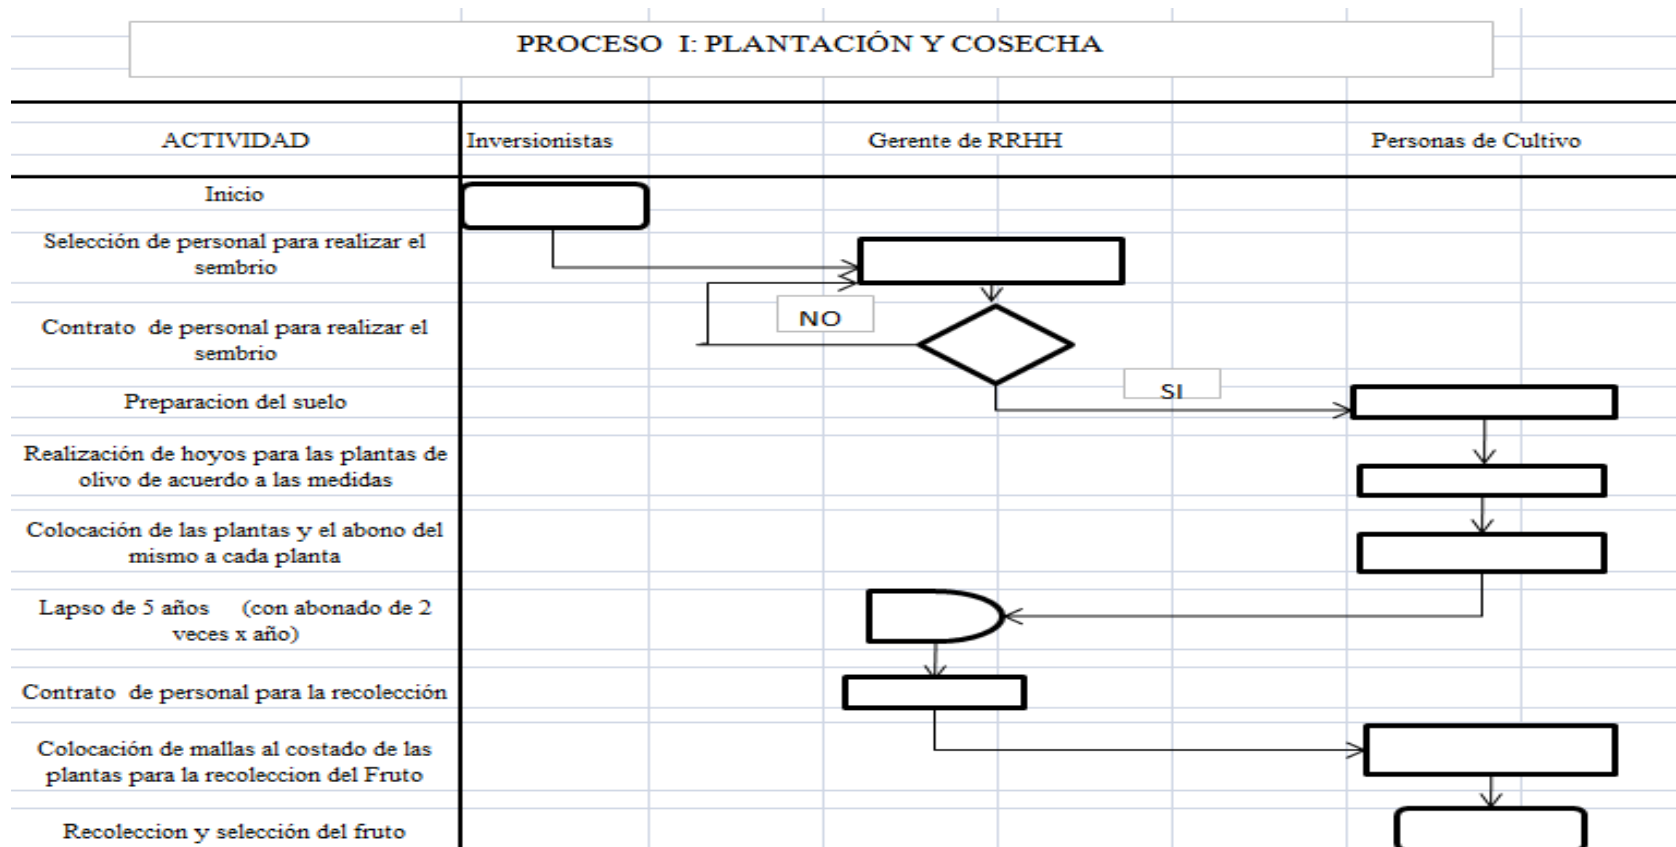 PROCESO I: PLANTACIÓN Y COSECHA
ACTIVIDAD
Inversionistas
Gerente de RRHH
Personas de Cultivo
Inicio
Selección de personal para realizar el
sembrio
NO
Contrato de personal para realizar el
sembrio
SI
Preparacion del suelo
Realización de hoyos para las plantas de
olivo de acuerdo a las medidas
Colocación de las plantas y el abono del
mismo a cada planta
Lapso de 5 años (con abonado de 2
veces x año)
Contrato de personal para la recolección
Colocación de mallas al costado de las
plantas para la recoleccion del Fruto
Recoleccion y selección del fruto